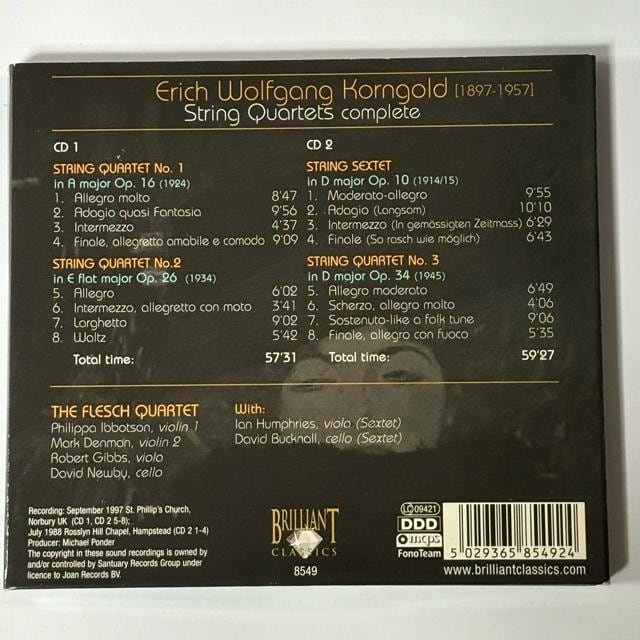 Erich Wolfgang Korngold [1897-1957]
String Quartets complete
CD 1
STRING QUARTET No. 1
in A major Op. 16 (1924)
1. Allegro molto 8'47
2. Adagio quasi Fantasia 9'56
3. Intermezzo 4'37
4. Finale, allegretto amabile e comodo 9'09
STRING QUARTET No.2
in E flat major Op. 26 (1934)
5. Allegro 6'02
6. Intermezzo, allegretto con moto 3'41
7. Larghetto 9'02
8. Waltz 5'42
Total time: 57'31
CD 2
STRING SEXTET
in D major Op. 10 (1914/15)
1. Moderato-allegro 9'55
2. Adagio (Langsam) 10'10
3. Intermezzo (In gemässigten Zeitmass) 6'29
4. Finale (So rasch wie möglich) 6'43
STRING QUARTET No. 3
in D major Op. 34 (1945)
5. Allegro moderato 6'49
6. Scherzo, allegro molto 4'06
7. Sostenuto-like a folk tune 9'06
8. Finale, allegro con fuoco 5'35
Total time: 59'27
THE FLESCH QUARTET
Philippa Ibbotson, violin 1
Mark Denman, violin 2
Robert Gibbs, viola
David Newby, cello
With:
Ian Humphries, viola (Sextet)
David Bucknall, cello (Sextet)
Recording: September 1997 St. Phillip's Church,
Norbury UK (CD 1, CD 2 5-8);
July 1988 Rosslyn Hill Chapel, Hampstead (CD 2 1-4)
Producer: Michael Ponder
The copyright in these sound recordings is owned by
and/or controlled by Santuary Records Group under
licence to Joan Records BV.
BRILLIANT
CLASSICS
8549
LC 09421
DDD
mcps
FonoTeam
5 029365 854924
www.brilliantclassics.com